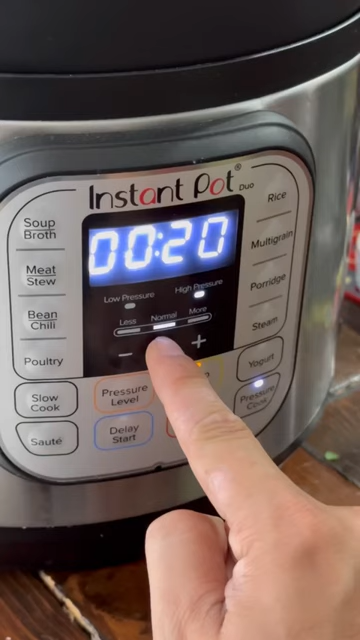 Instant Pot® Duo
00:20
Low Pressure
High Pressure
Less Normal More
− +
Soup
Broth
Meat
Stew
Bean
Chili
Poultry
Slow
Cook
Sauté
Pressure
Level
Delay
Start
Rice
Multigrain
Porridge
Steam
Yogurt
Pressure
Cook